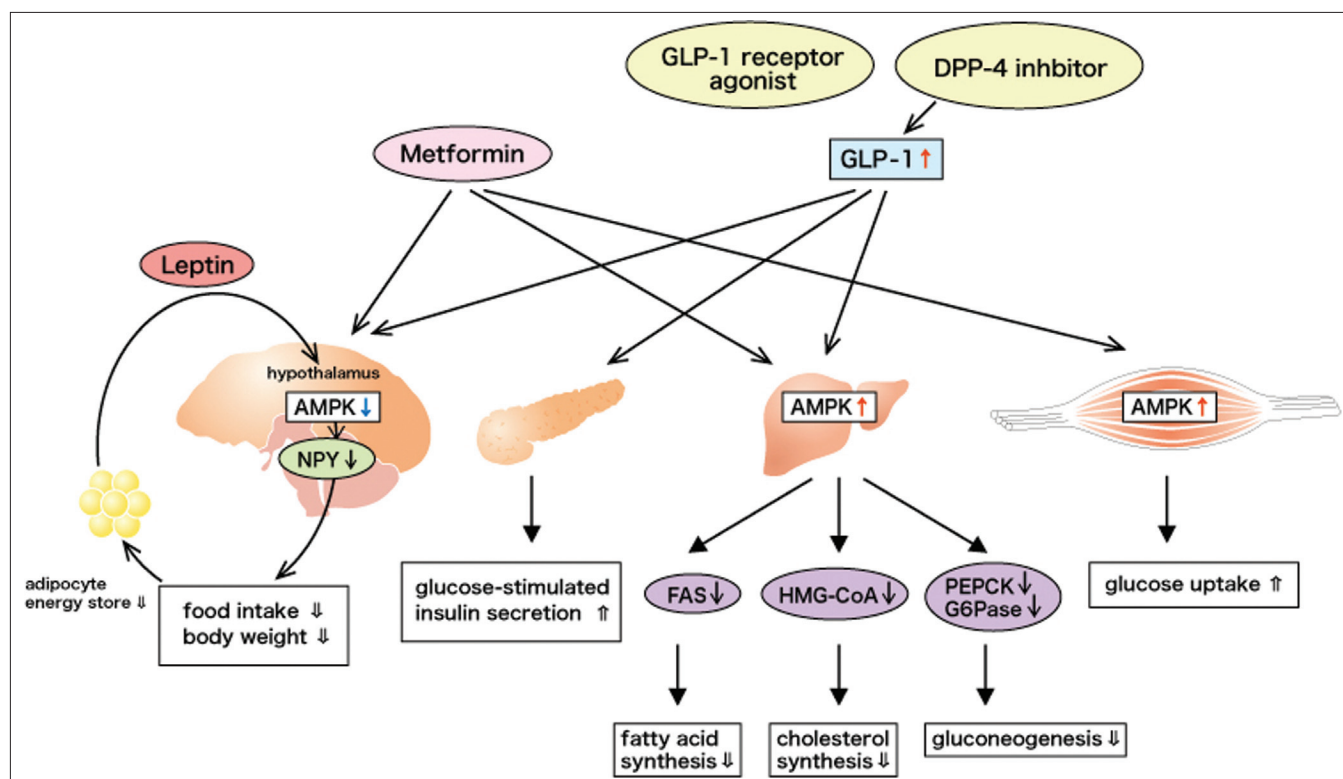 GLP-1 receptor
agonist
DPP-4 inhbitor
Metformin
GLP-1 ↑
Leptin
hypothalamus
AMPK ↓
NPY ↓
AMPK ↑
AMPK ↑
adipocyte
energy store ⇓
food intake ⇓
body weight ⇓
glucose-stimulated
insulin secretion ⇑
FAS ↓
HMG-CoA ↓
PEPCK ↓
G6Pase ↓
glucose uptake ⇑
fatty acid
synthesis ⇓
cholesterol
synthesis ⇓
gluconeogenesis ⇓